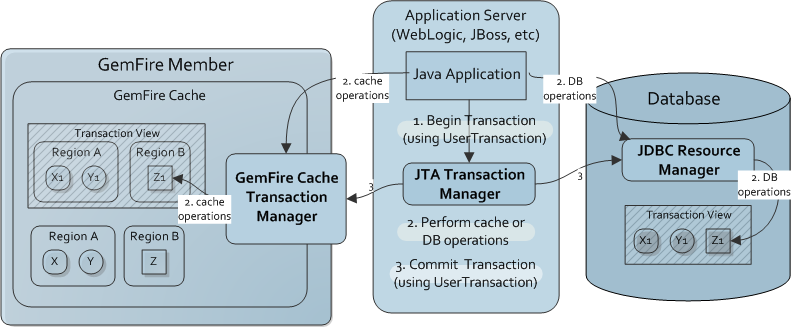 GemFire Member
GemFire Cache
Transaction View
Region A
Region B
X1
Y1
Z1
Region A
Region B
X
Y
Z
2. cache
operations
GemFire Cache
Transaction
Manager
2. cache
operations
3
Application Server
(WebLogic, JBoss, etc)
Java Application
1. Begin Transaction
(using UserTransaction)
JTA Transaction
Manager
2. Perform cache or
DB operations
3. Commit Transaction
(using UserTransaction)
2. DB
operations
3
Database
JDBC Resource
Manager
2. DB
operations
Transaction View
X1
Y1
Z1